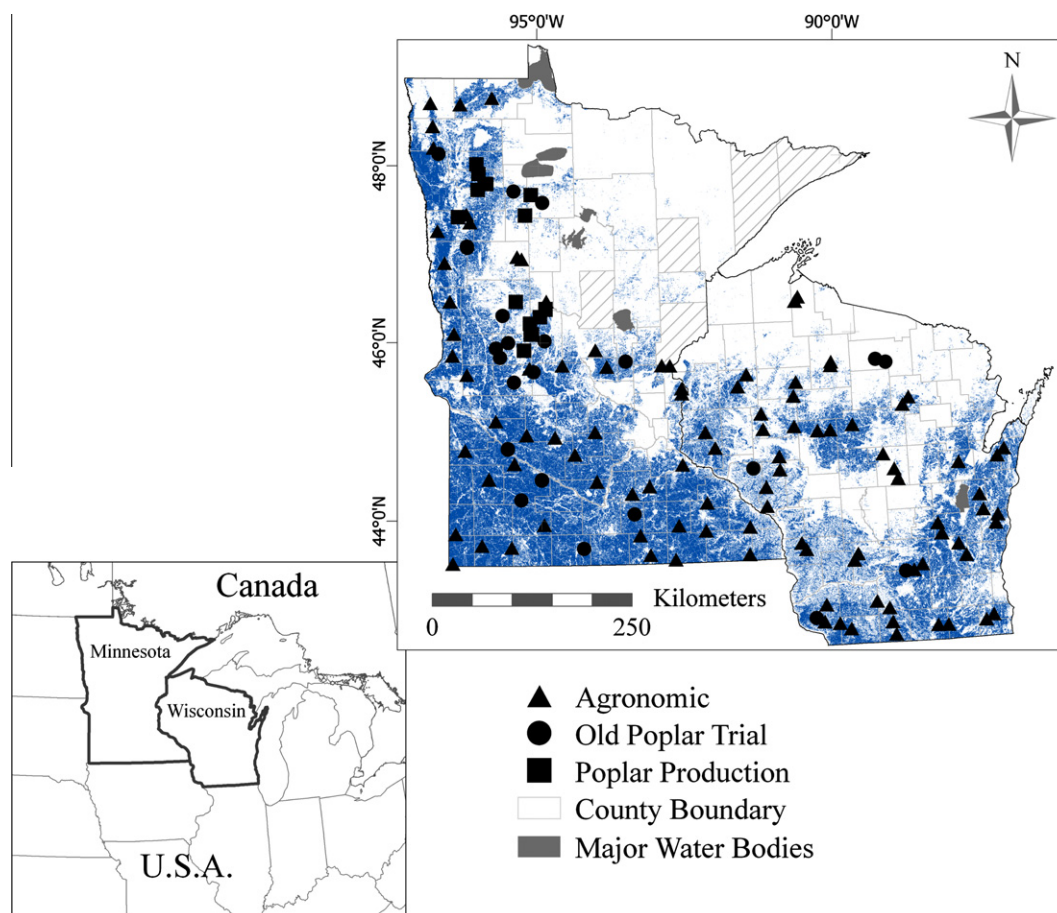 95°0'W
90°0'W
N
48°0'N
46°0'N
44°0'N
Kilometers
0
250
Canada
Minnesota
Wisconsin
U.S.A.
Agronomic
Old Poplar Trial
Poplar Production
County Boundary
Major Water Bodies